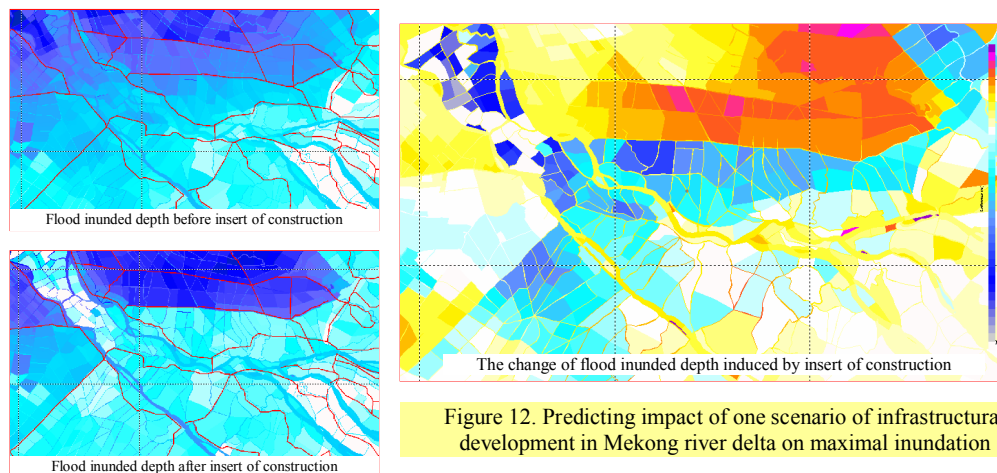 Flood inunded depth before insert of construction
Flood inunded depth after insert of construction
The change of flood inunded depth induced by insert of construction
Figure 12. Predicting impact of one scenario of infrastructura
development in Mekong river delta on maximal inundation